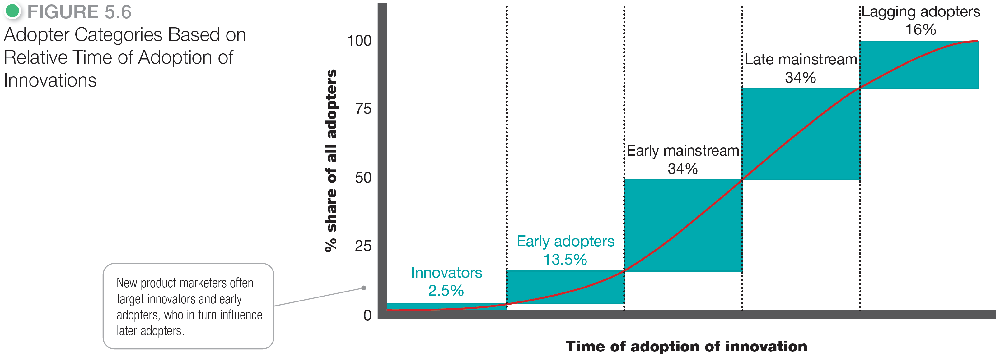 FIGURE 5.6
Adopter Categories Based on
Relative Time of Adoption of
Innovations
New product marketers often
target innovators and early
adopters, who in turn influence
later adopters.
% share of all adopters
100
75
50
25
0
Innovators
2.5%
Early adopters
13.5%
Early mainstream
34%
Late mainstream
34%
Lagging adopters
16%
Time of adoption of innovation